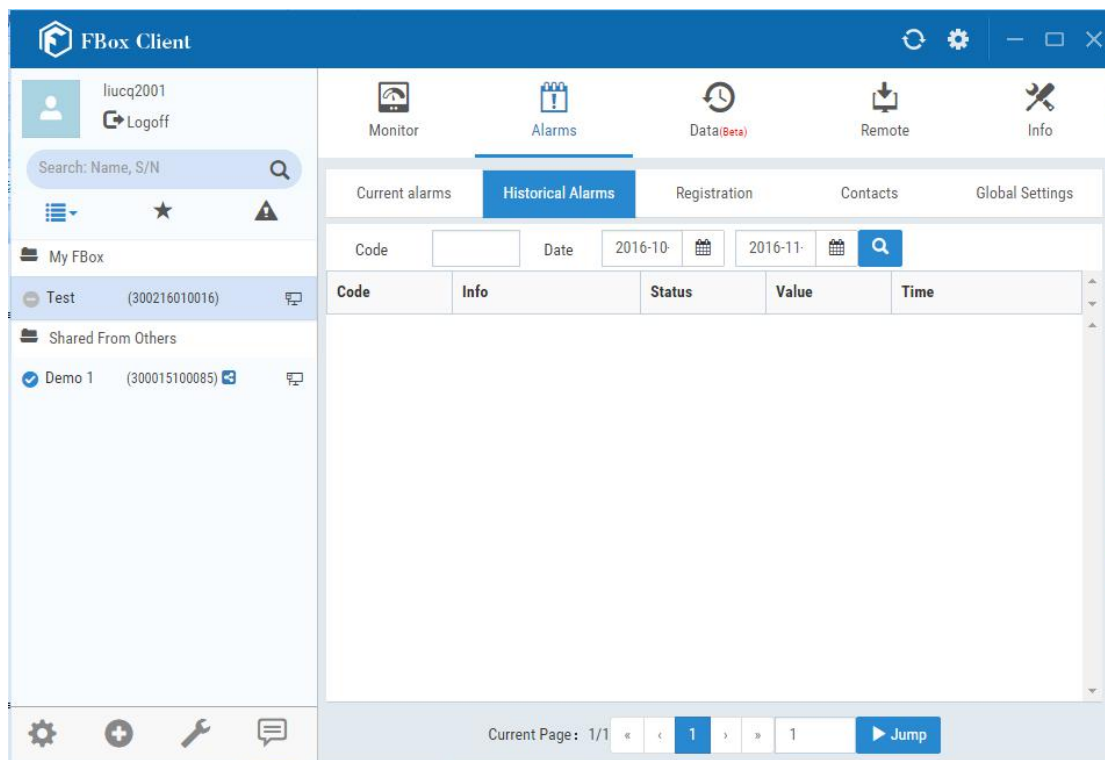 FBox Client
liucq2001
Logoff
Search: Name, S/N
My FBox
Test (300216010016)
Shared From Others
Demo 1 (300015100085)
Monitor Alarms Data(Beta) Remote Info
Current alarms Historical Alarms Registration Contacts Global Settings
Code Date 2016-10- 2016-11-
Code Info Status Value Time
Current Page: 1/1 « ‹ 1 › » 1 Jump